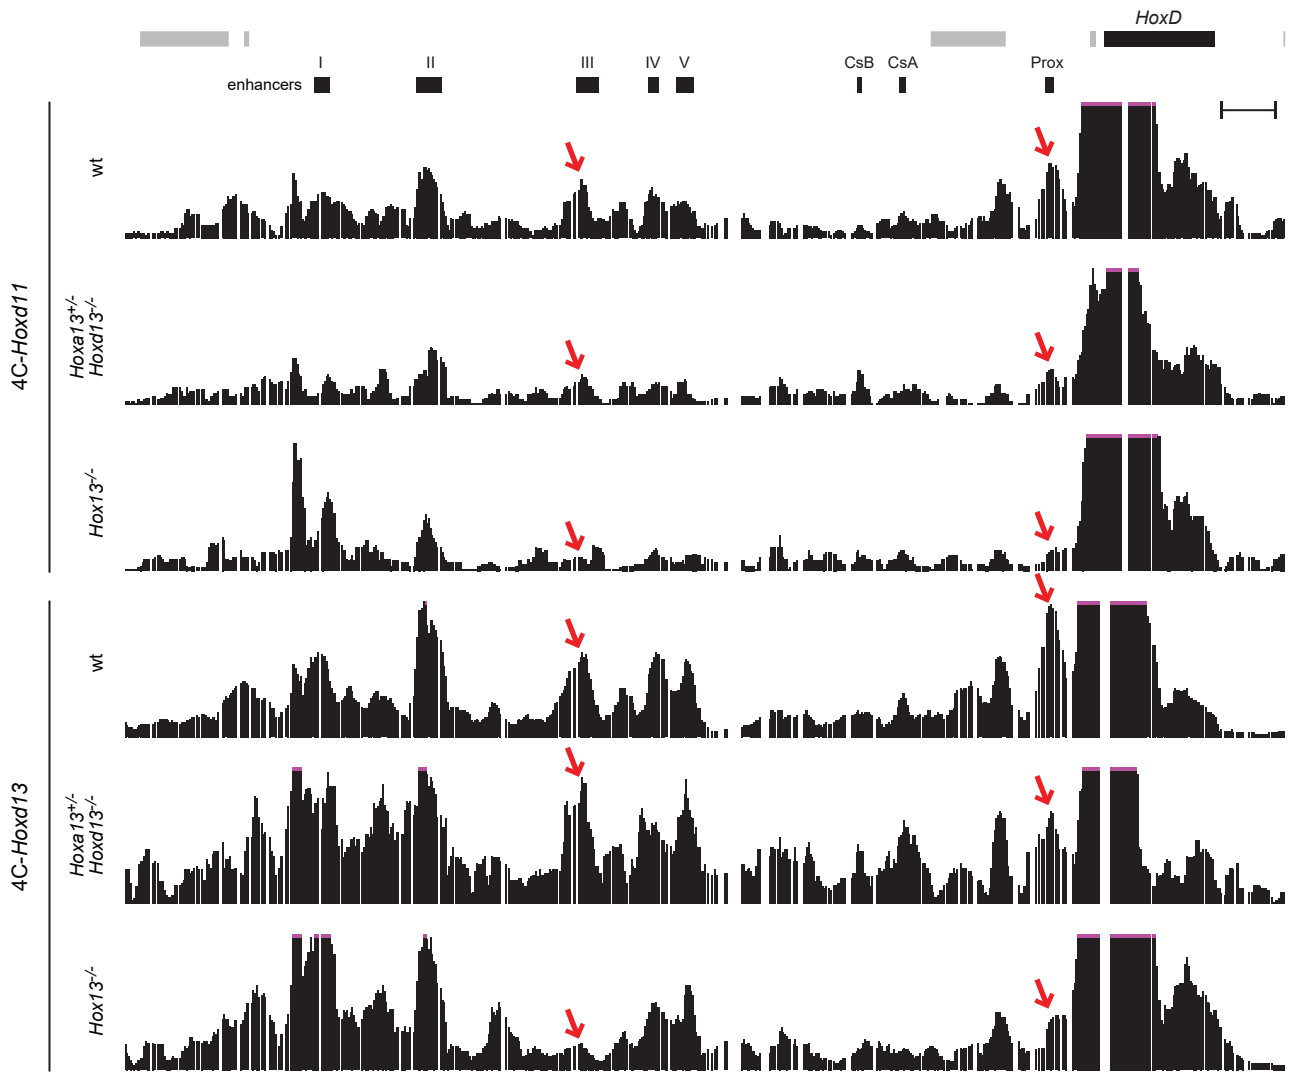 HoxD
I II III IV V CsB CsA Prox
enhancers
4C-Hoxd11
wt
Hoxa13+/-
Hoxd13-/-
Hox13-/-
4C-Hoxd13
wt
Hoxa13+/-
Hoxd13-/-
Hox13-/-